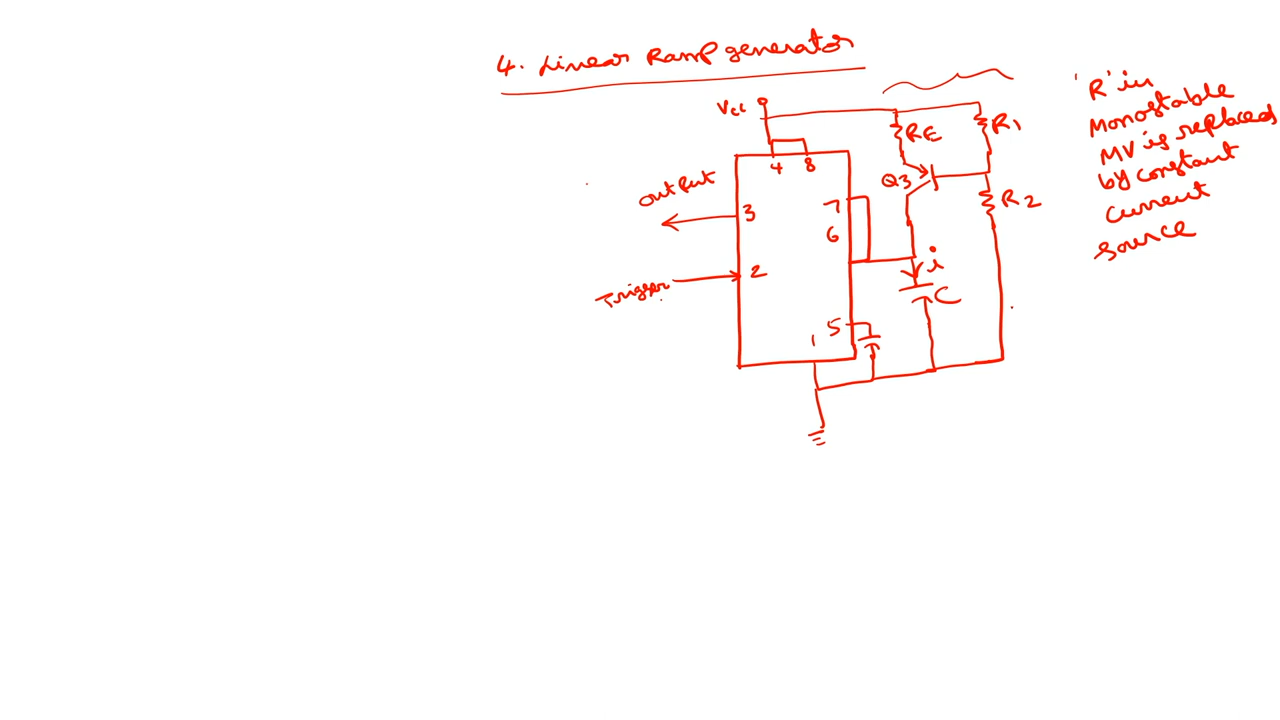 4. Linear Ramp generator
Vcc
RE
R1
4 8
Q3
R2
output
3
7
6
Trigger
2
i
C
5
1
'R' in
Monostable
MV is replaced
by constant
current
source